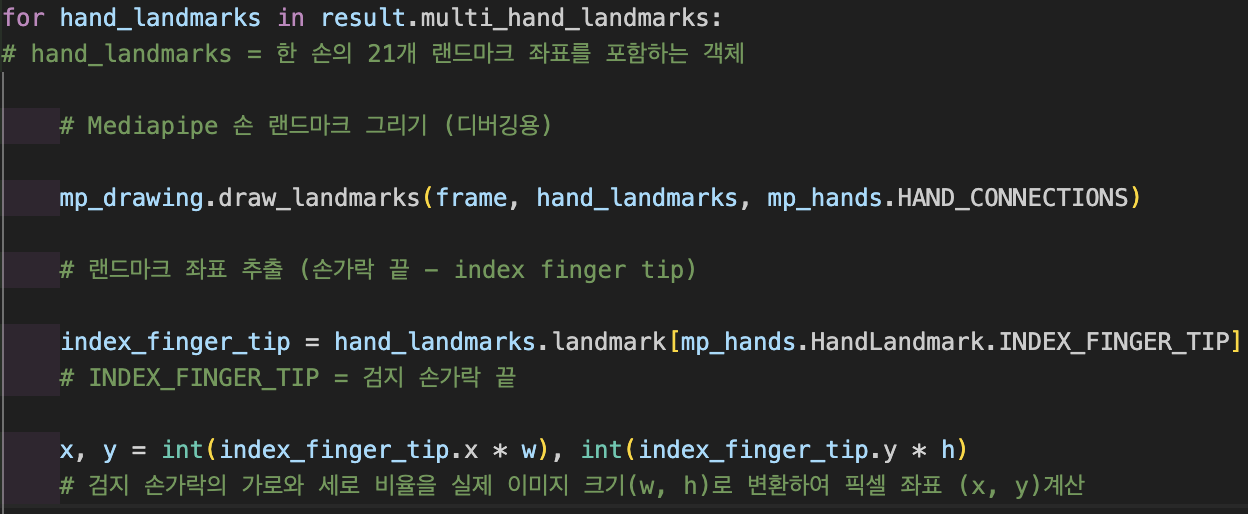 for hand_landmarks in result.multi_hand_landmarks:
# hand_landmarks = 한 손의 21개 랜드마크 좌표를 포함하는 객체
# Mediapipe 손 랜드마크 그리기 (디버깅용)
mp_drawing.draw_landmarks(frame, hand_landmarks, mp_hands.HAND_CONNECTIONS)
# 랜드마크 좌표 추출 (손가락 끝 - index finger tip)
index_finger_tip = hand_landmarks.landmark[mp_hands.HandLandmark.INDEX_FINGER_TIP]
# INDEX_FINGER_TIP = 검지 손가락 끝
x, y = int(index_finger_tip.x * w), int(index_finger_tip.y * h)
# 검지 손가락의 가로와 세로 비율을 실제 이미지 크기(w, h)로 변환하여 픽셀 좌표 (x, y)계산